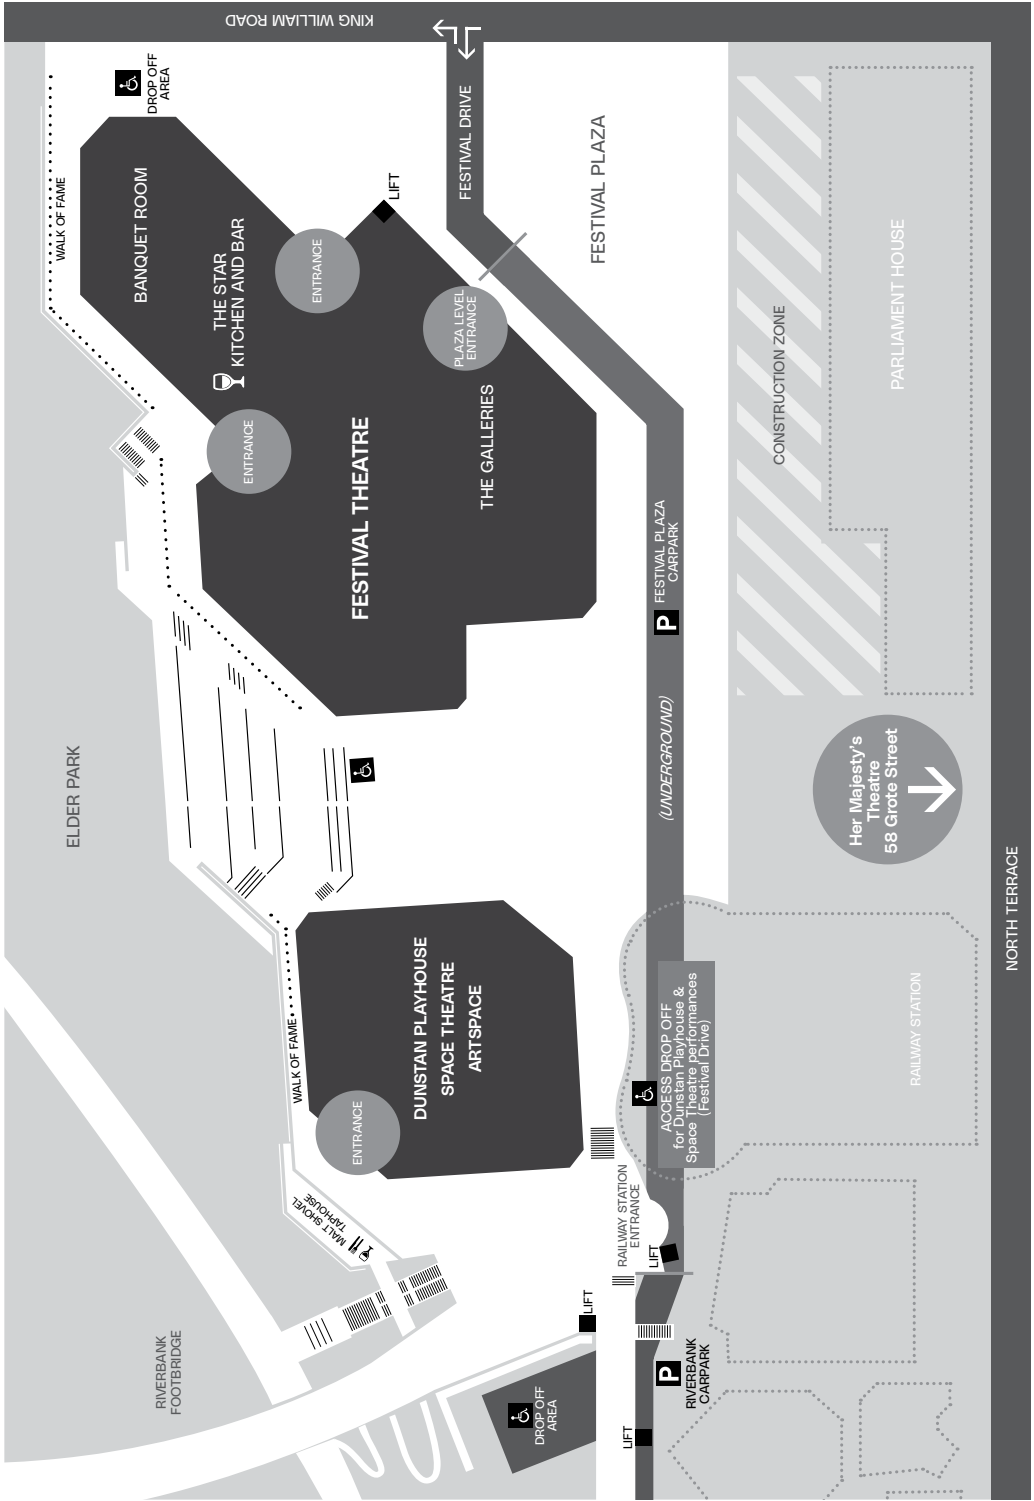 KING WILLIAM ROAD
DROP OFF
AREA
WALK OF FAME
BANQUET ROOM
THE STAR
KITCHEN AND BAR
ENTRANCE
LIFT
FESTIVAL DRIVE
FESTIVAL PLAZA
PLAZA LEVEL
ENTRANCE
ENTRANCE
THE GALLERIES
FESTIVAL THEATRE
CONSTRUCTION ZONE
PARLIAMENT HOUSE
P
FESTIVAL PLAZA
CARPARK
(UNDERGROUND)
ELDER PARK
Her Majesty's
Theatre
58 Grote Street
NORTH TERRACE
WALK OF FAME
DUNSTAN PLAYHOUSE
SPACE THEATRE
ARTSPACE
ENTRANCE
ACCESS DROP OFF
for Dunstan Playhouse &
Space Theatre performances
(Festival Drive)
RAILWAY STATION
RAILWAY STATION
ENTRANCE
LIFT
MALT SHOVEL
TAPHOUSE
LIFT
RIVERBANK
FOOTBRIDGE
P
RIVERBANK
CARPARK
DROP OFF
AREA
LIFT